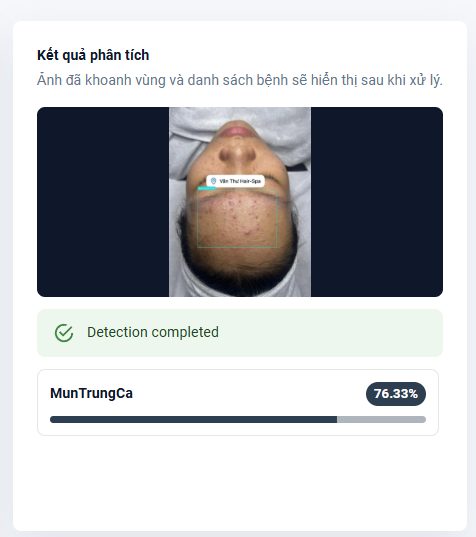 Kết quả phân tích
Ảnh đã khoanh vùng và danh sách bệnh sẽ hiển thị sau khi xử lý.
Vân Thư Hair-Spa
Detection completed
MunTrungCa
76.33%